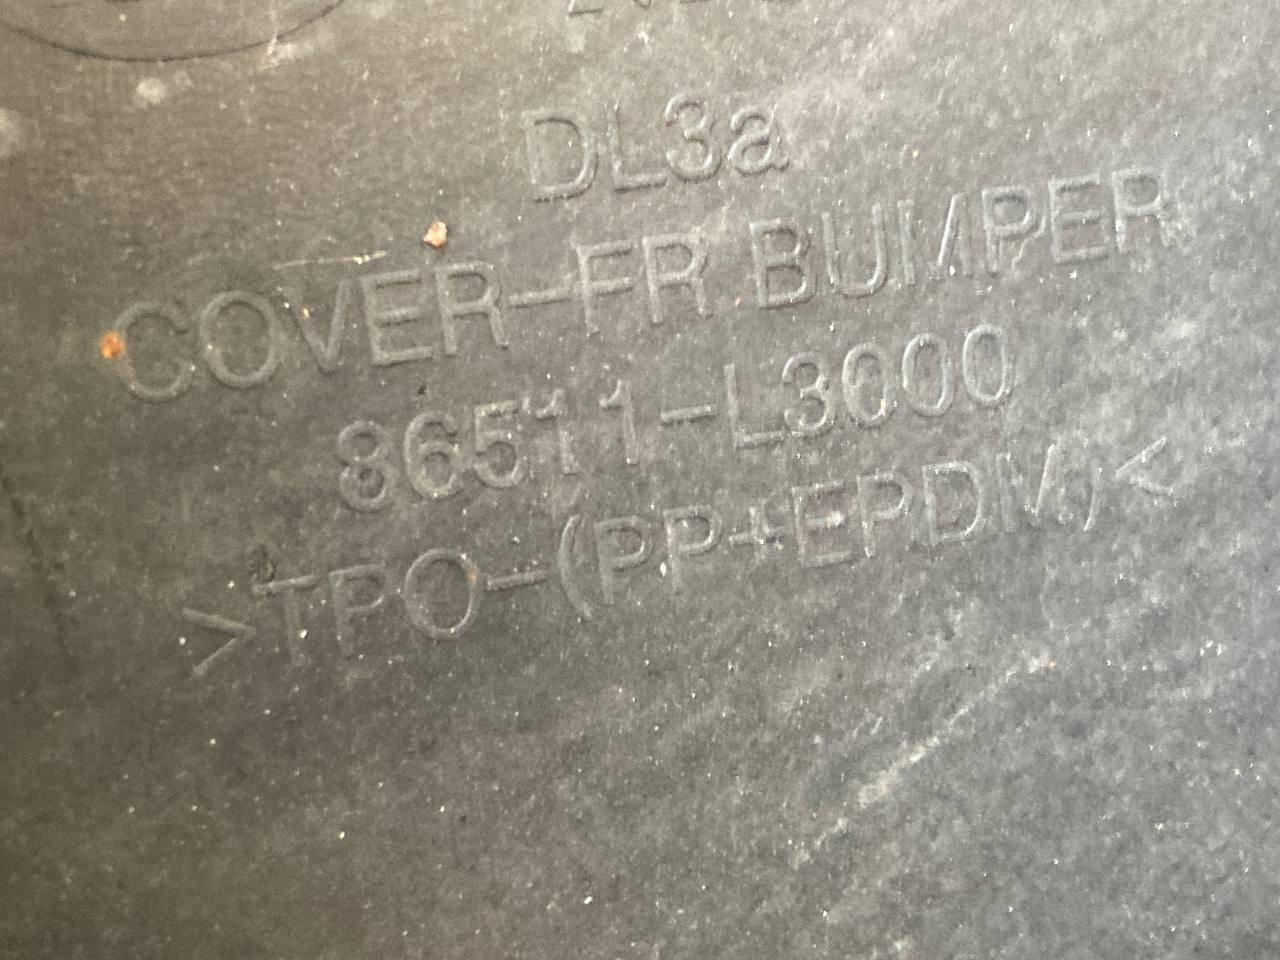 DL3a
COVER-FR BUMPER
86511-L3000
>TPO-(PP+EPDM)<